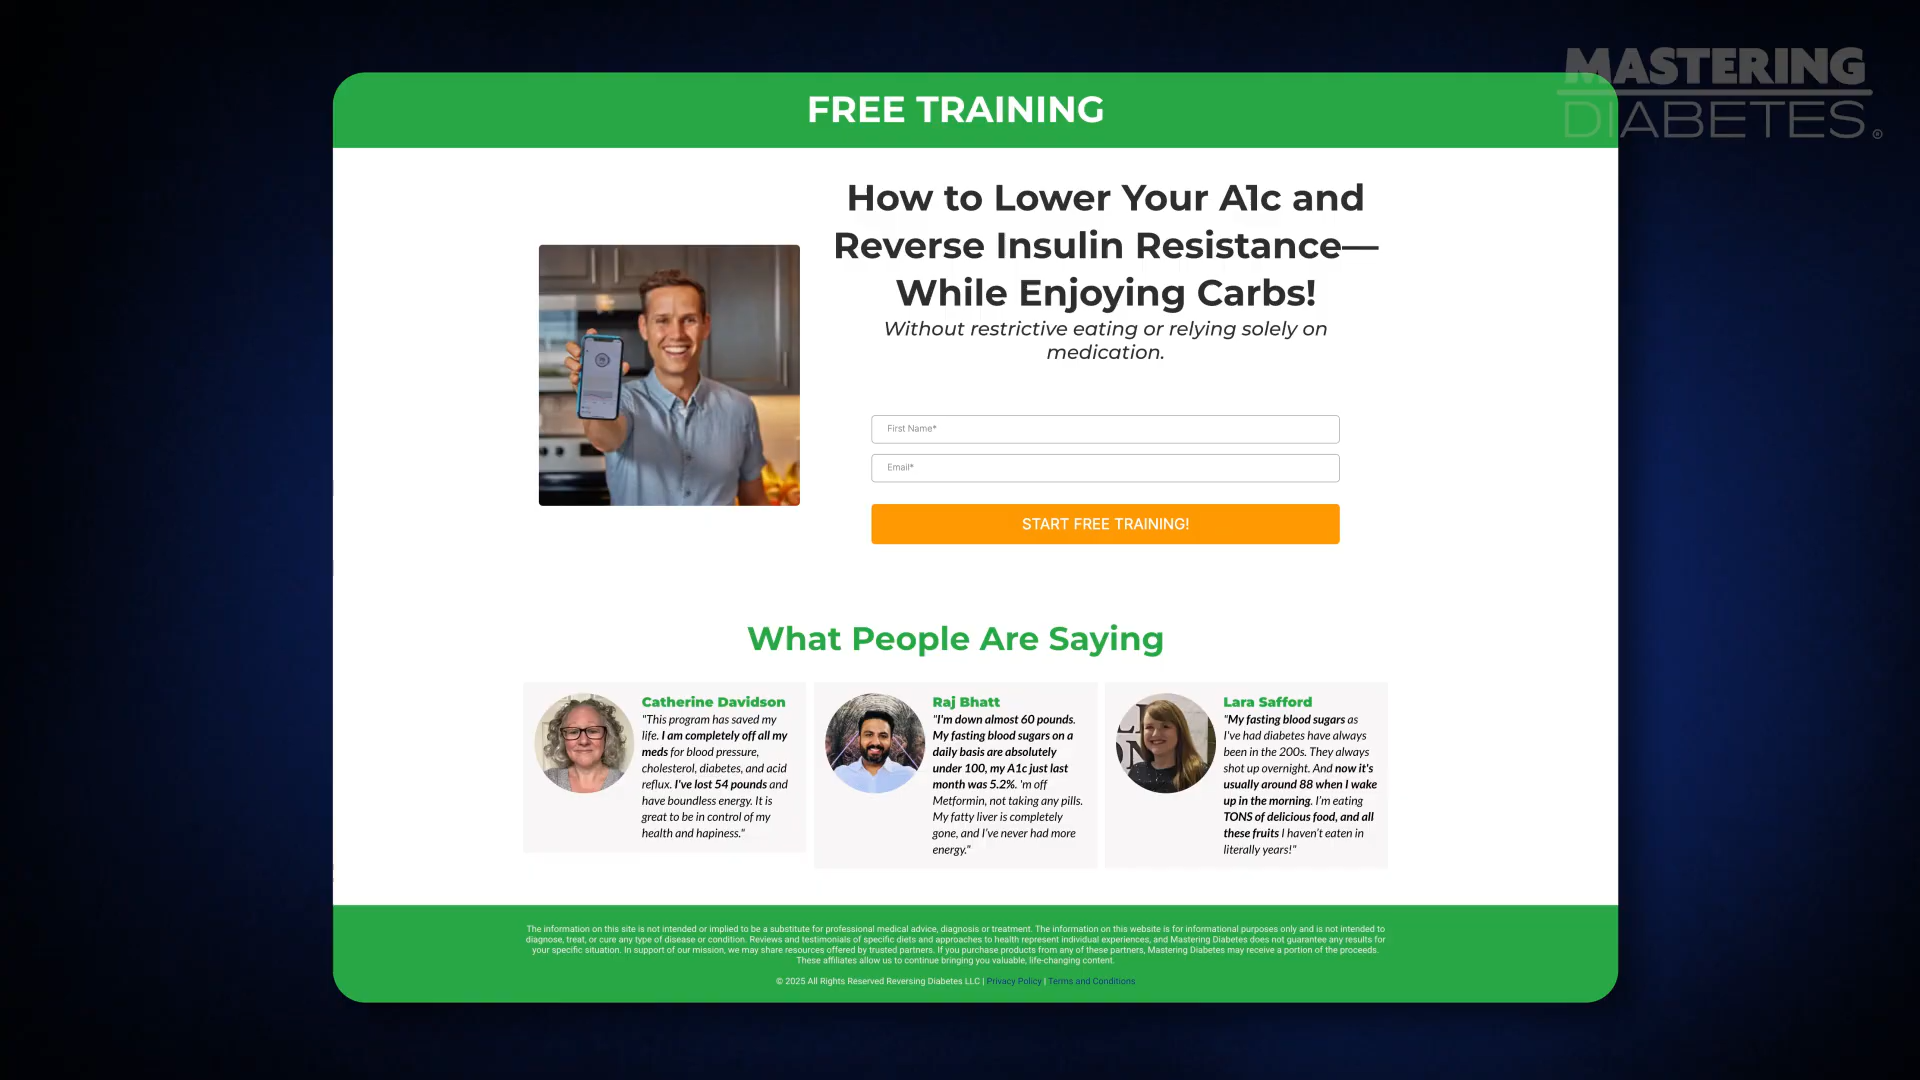 MASTERING
DIABETES®
FREE TRAINING
How to Lower Your A1c and
Reverse Insulin Resistance—
While Enjoying Carbs!
Without restrictive eating or relying solely on
medication.
First Name*
Email*
START FREE TRAINING!
What People Are Saying
Catherine Davidson
"This program has saved my
life. I am completely off all my
meds for blood pressure,
cholesterol, diabetes, and acid
reflux. I've lost 54 pounds and
have boundless energy. It is
great to be in control of my
health and hapiness."
Raj Bhatt
"I'm down almost 60 pounds.
My fasting blood sugars on a
daily basis are absolutely
under 100, my A1c just last
month was 5.2%. 'm off
Metformin, not taking any pills.
My fatty liver is completely
gone, and I've never had more
energy."
Lara Safford
"My fasting blood sugars as
I've had diabetes have always
been in the 200s. They always
shot up overnight. And now it's
usually around 88 when I wake
up in the morning. I'm eating
TONS of delicious food, and all
these fruits I haven't eaten in
literally years!"
The information on this site is not intended or implied to be a substitute for professional medical advice, diagnosis or treatment. The information on this website is for informational purposes only and is not intended to
diagnose, treat, or cure any type of disease or condition. Reviews and testimonials of specific diets and approaches to health represent individual experiences, and Mastering Diabetes does not guarantee any results for
your specific situation. In support of our mission, we may share resources offered by trusted partners. If you purchase products from any of these partners, Mastering Diabetes may receive a portion of the proceeds.
These affiliates allow us to continue bringing you valuable, life-changing content.
© 2025 All Rights Reserved Reversing Diabetes LLC | Privacy Policy | Terms and Conditions